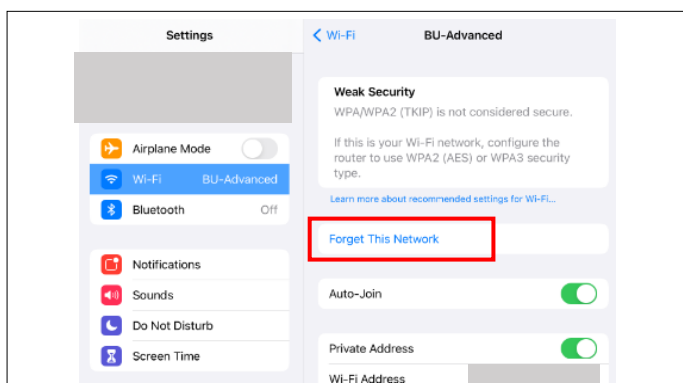 Settings
Airplane Mode
Wi-Fi BU-Advanced
Bluetooth Off
Notifications
Sounds
Do Not Disturb
Screen Time
Wi-Fi BU-Advanced
Weak Security
WPA/WPA2 (TKIP) is not considered secure.
If this is your Wi-Fi network, configure the
router to use WPA2 (AES) or WPA3 security
type.
Learn more about recommended settings for Wi-Fi...
Forget This Network
Auto-Join
Private Address
Wi-Fi Address